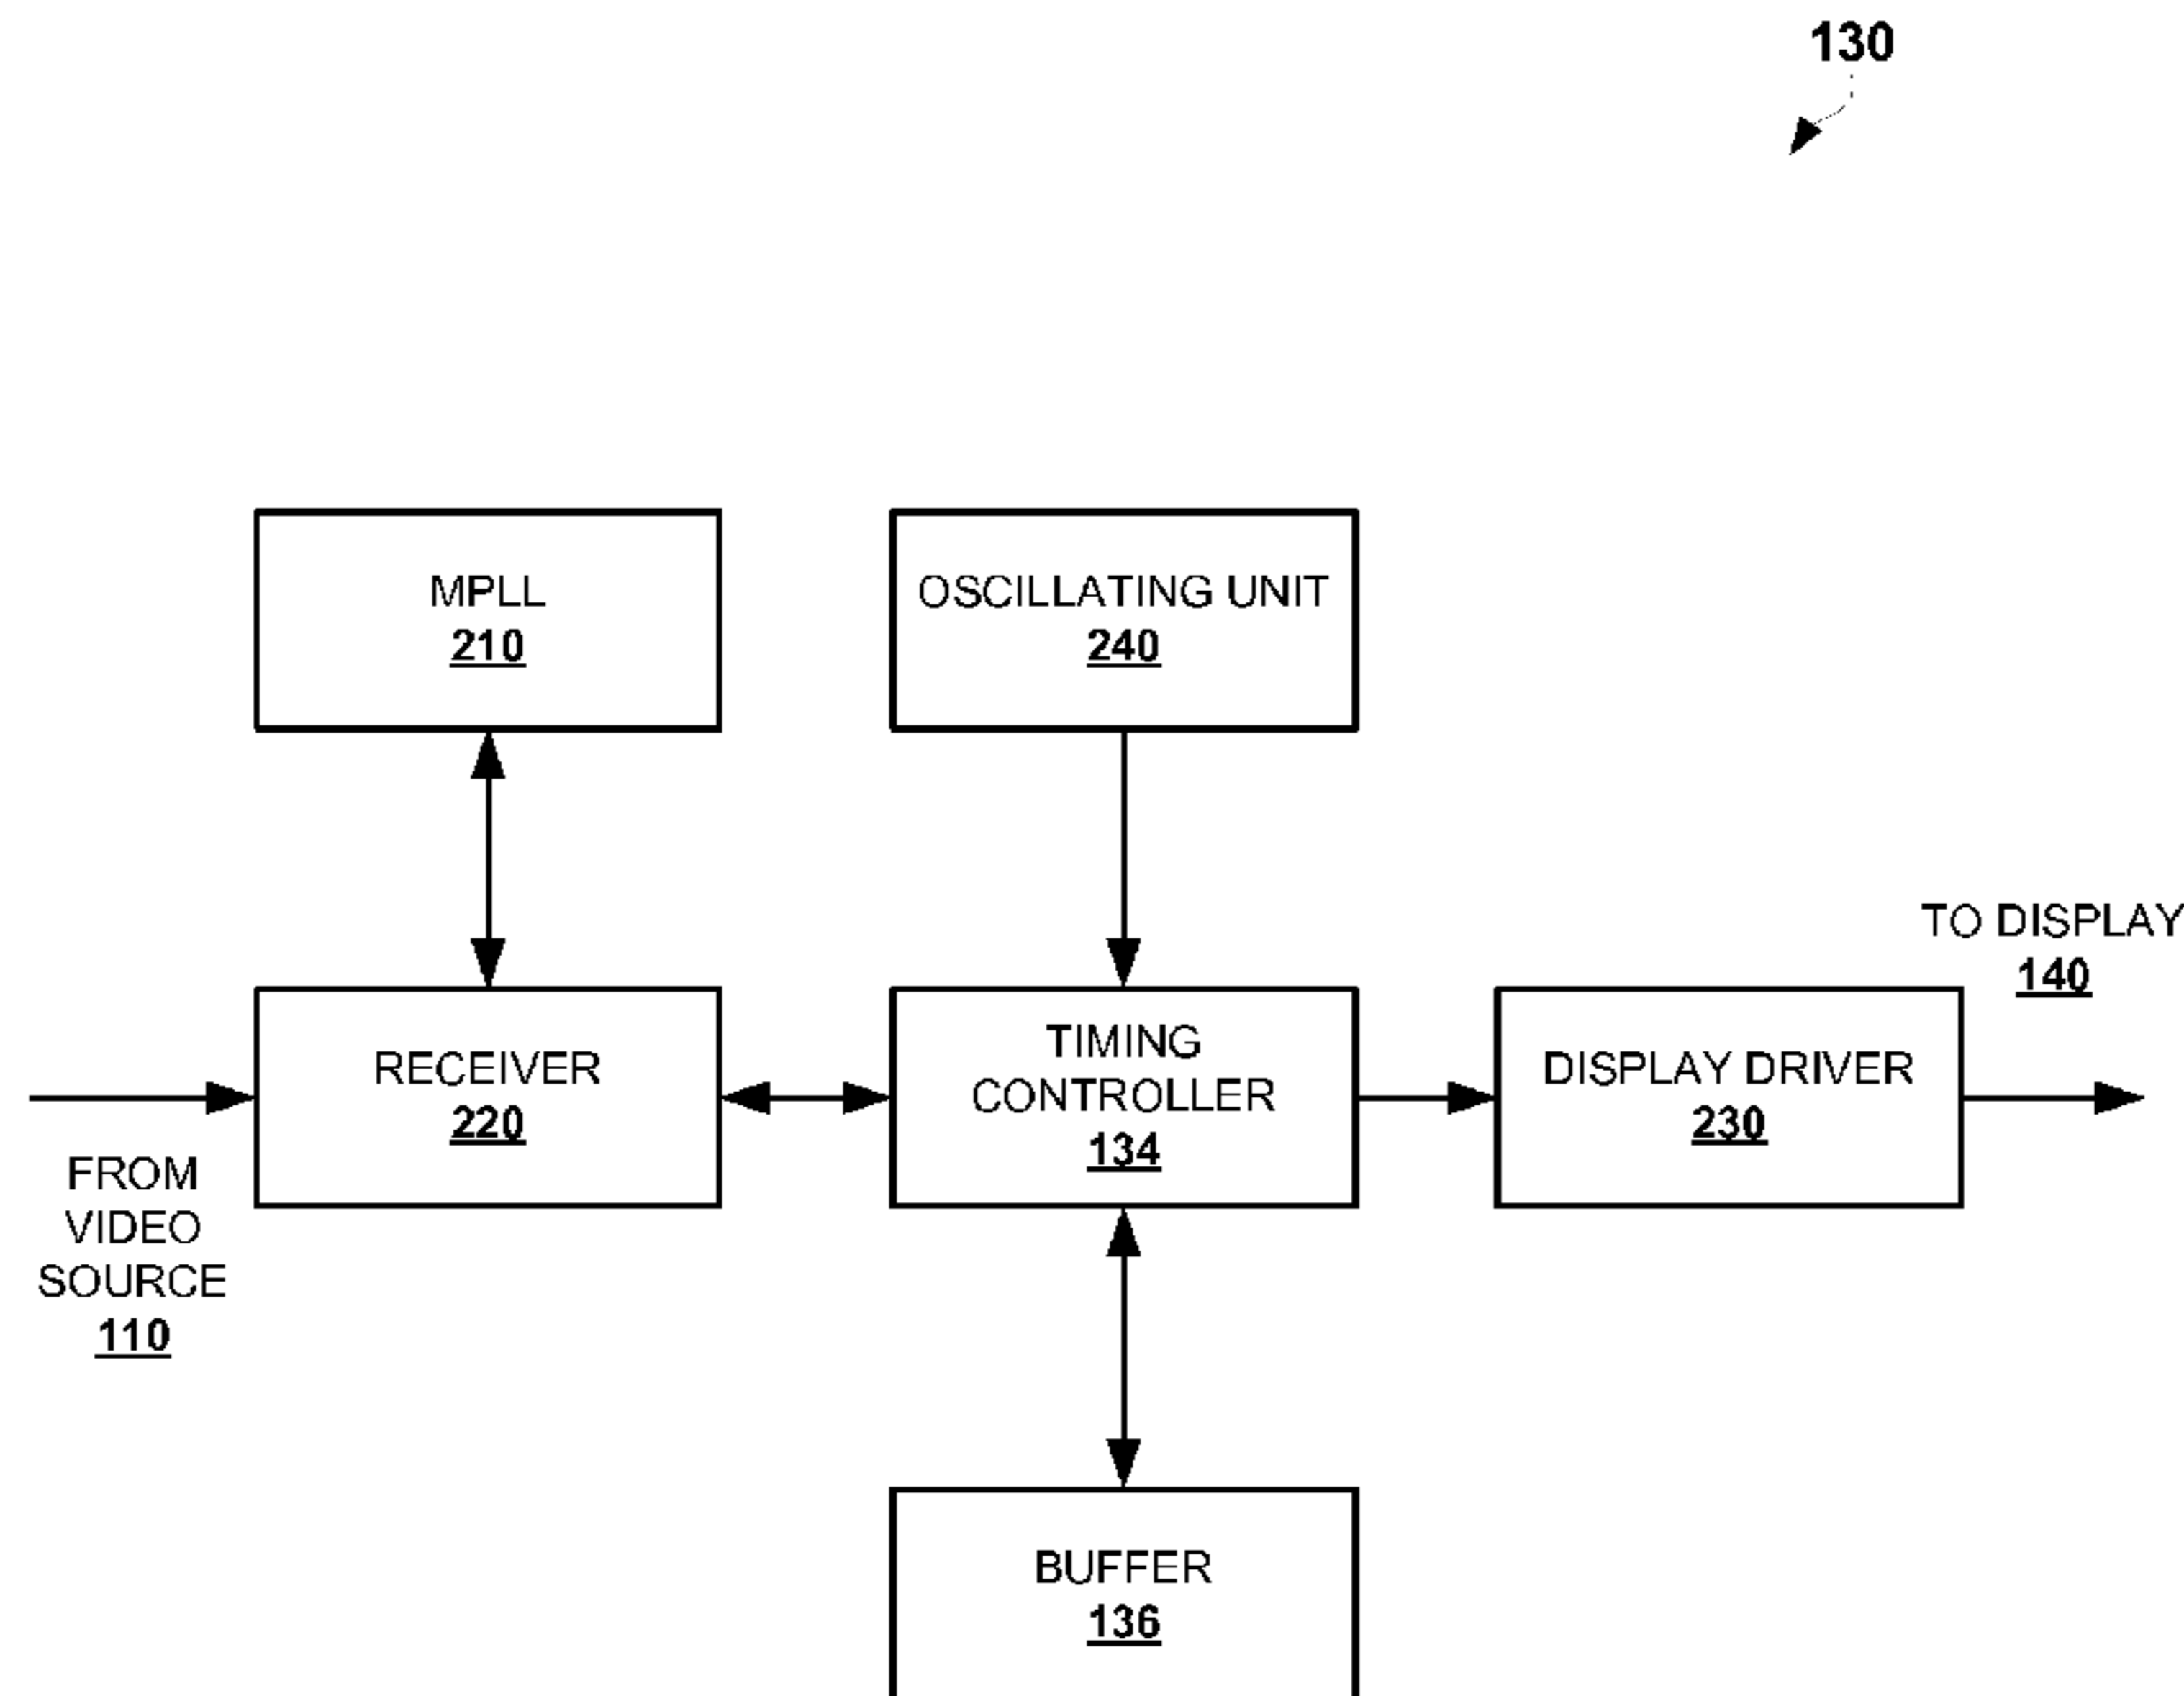 130
MPLL
210
OSCILLATING UNIT
240
TO DISPLAY
140
RECEIVER
220
TIMING
CONTROLLER
134
DISPLAY DRIVER
230
FROM
VIDEO
SOURCE
110
BUFFER
136